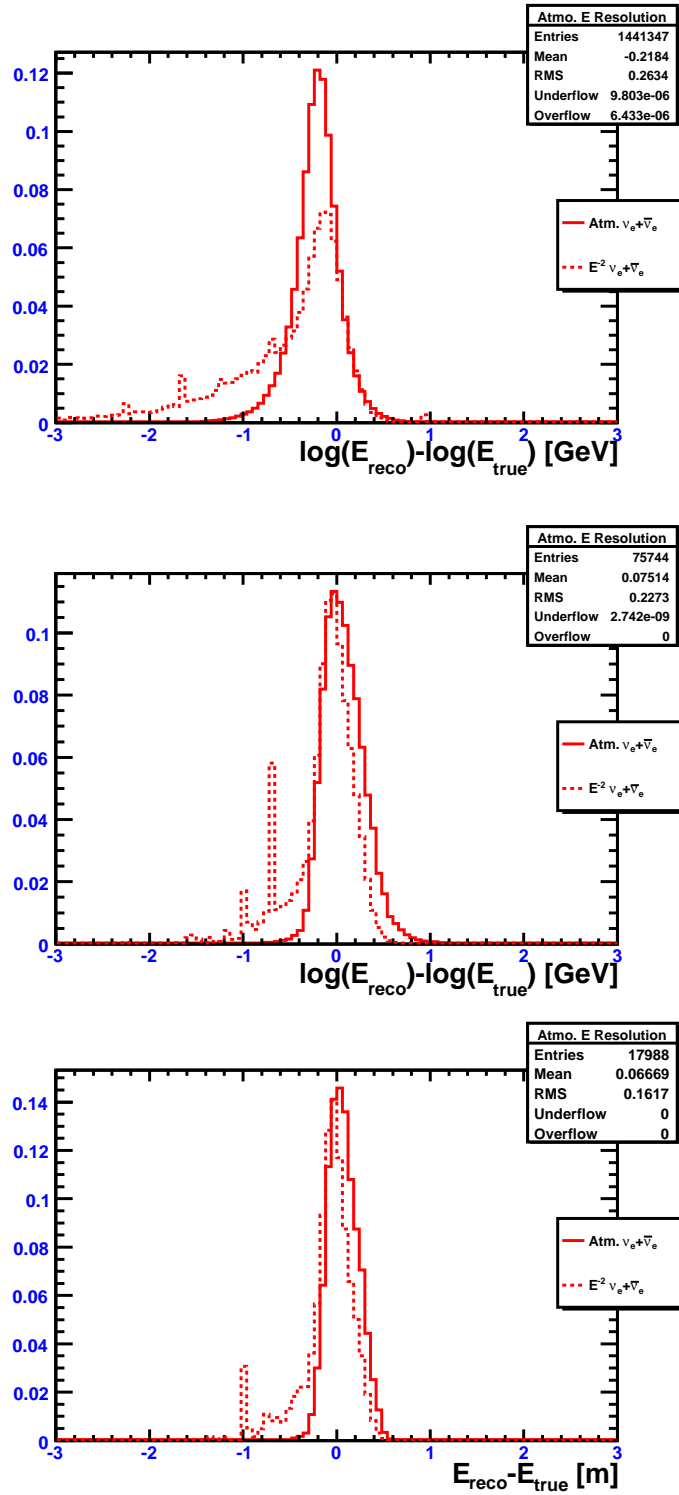 Atmo. E Resolution
Entries 1441347
Mean -0.2184
RMS 0.2634
Underflow 9.803e-06
Overflow 6.433e-06
Atm. νe+ν̅e
E-2 νe+ν̅e
0.12
0.1
0.08
0.06
0.04
0.02
0
-3 -2 -1 0 1 2 3
log(Ereco)-log(Etrue) [GeV]
Atmo. E Resolution
Entries 75744
Mean 0.07514
RMS 0.2273
Underflow 2.742e-09
Overflow 0
Atm. νe+ν̅e
E-2 νe+ν̅e
0.1
0.08
0.06
0.04
0.02
0
-3 -2 -1 0 1 2 3
log(Ereco)-log(Etrue) [GeV]
Atmo. E Resolution
Entries 17988
Mean 0.06669
RMS 0.1617
Underflow 0
Overflow 0
Atm. νe+ν̅e
E-2 νe+ν̅e
0.14
0.12
0.1
0.08
0.06
0.04
0.02
0
-3 -2 -1 0 1 2 3
Ereco-Etrue [m]